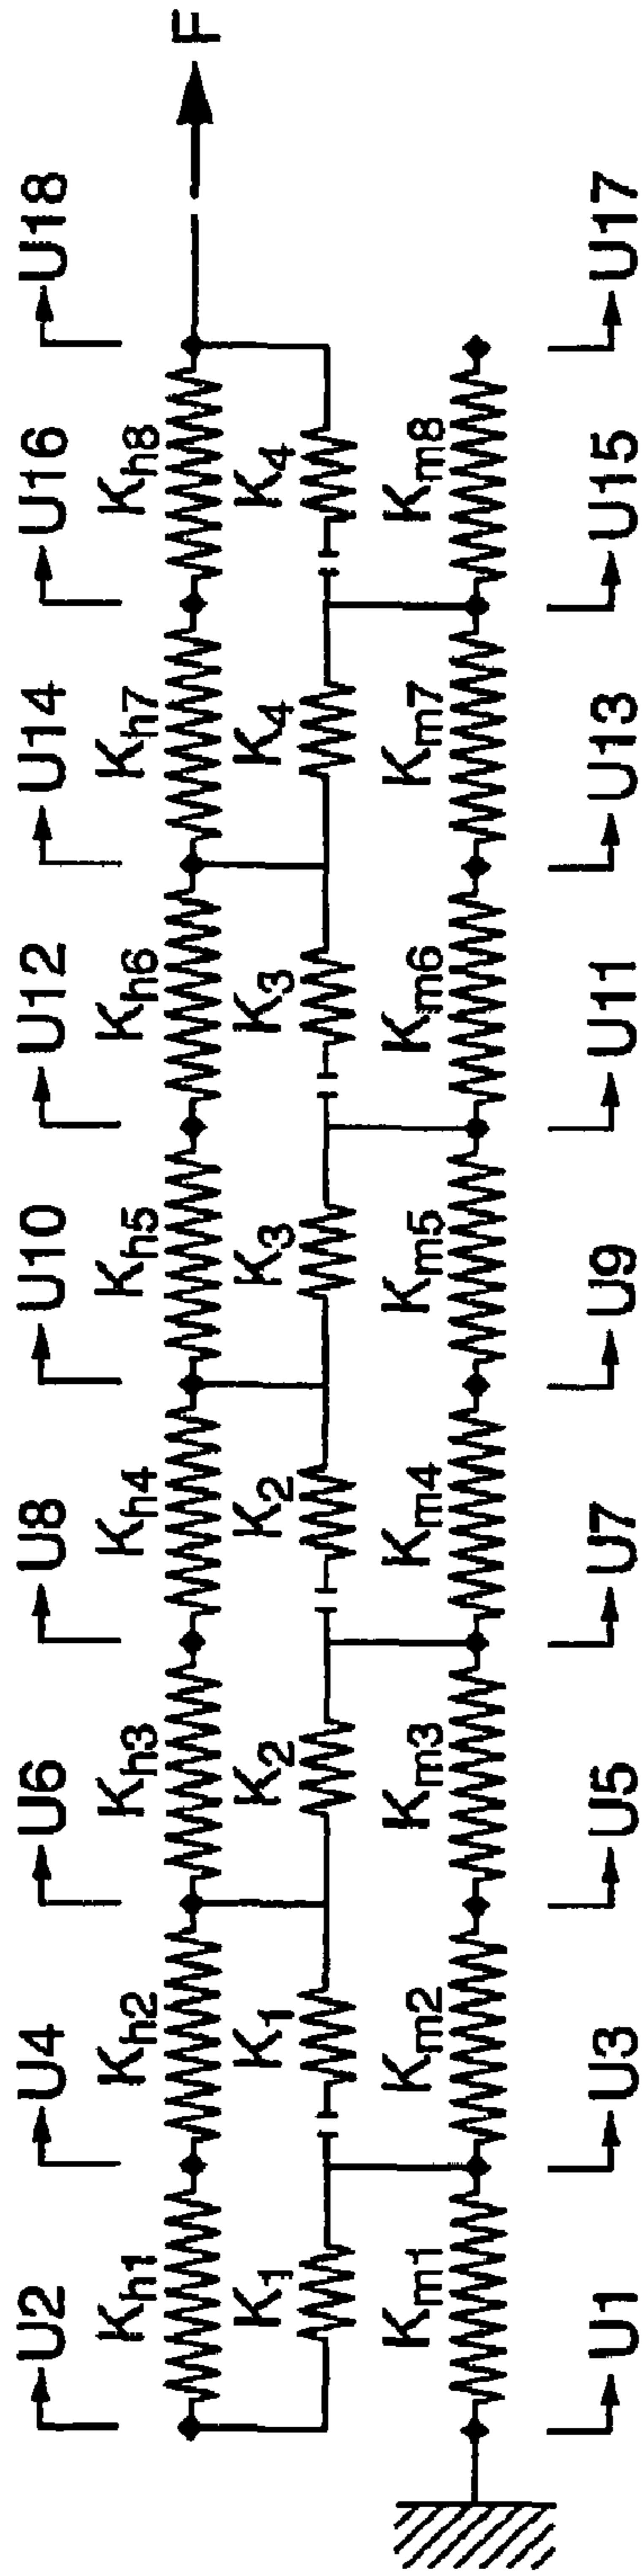 U2 U4 U6 U8 U10 U12 U14 U16 U18
F
Kh1 Kh2 Kh3 Kh4 Kh5 Kh6 Kh7 Kh8
K1 K1 K2 K2 K3 K3 K4 K4
Km1 Km2 Km3 Km4 Km5 Km6 Km7 Km8
U1 U3 U5 U7 U9 U11 U13 U15 U17